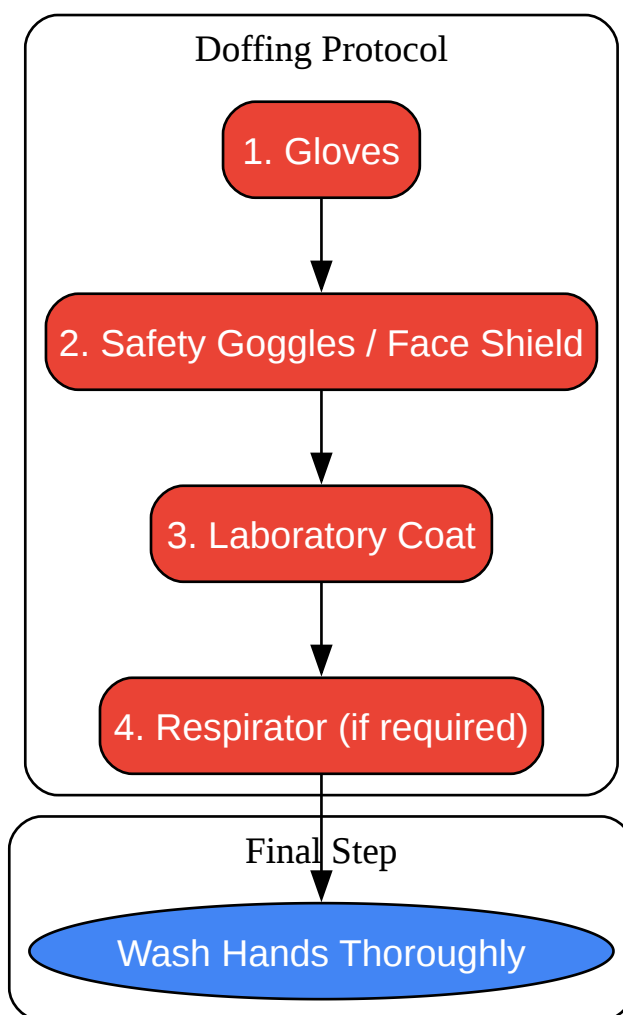 Doffing Protocol
1. Gloves
2. Safety Goggles / Face Shield
3. Laboratory Coat
4. Respirator (if required)
Final Step
Wash Hands Thoroughly